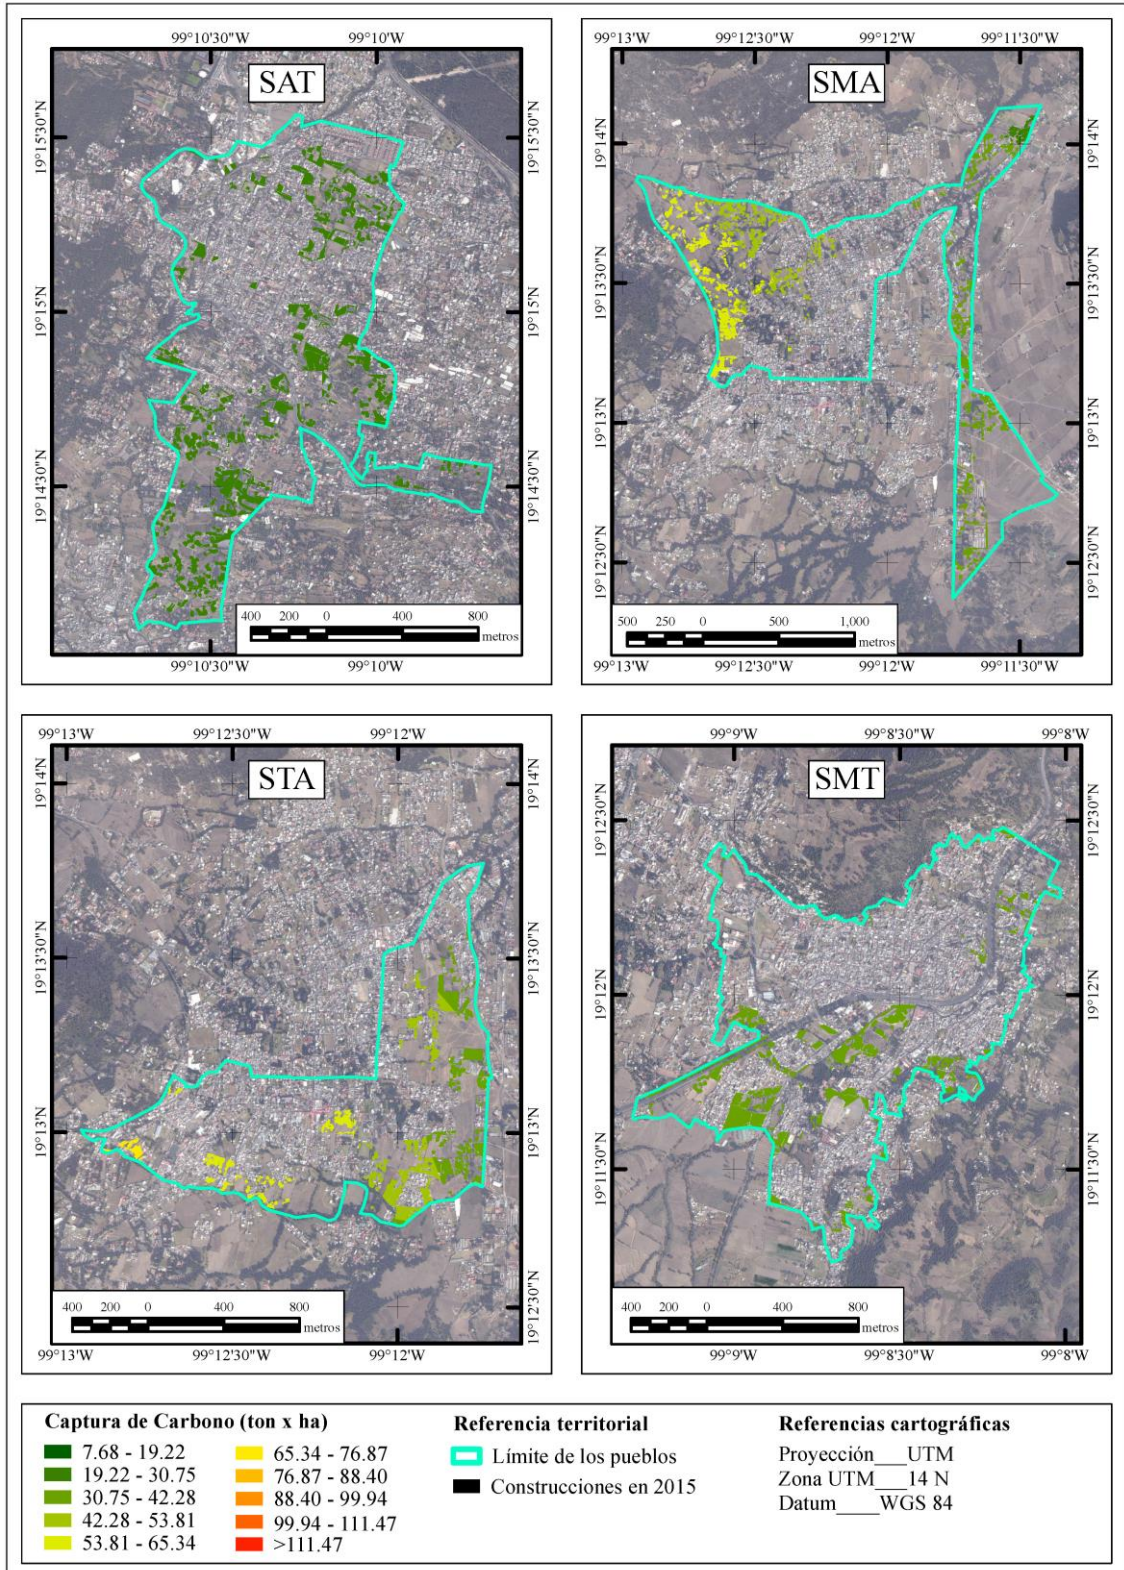 99°10'30"W 99°10'W
SAT
19°15'30"N 19°15'30"N
19°15'N 19°15'N
19°14'30"N 19°14'30"N
400 200 0 400 800
metros
99°10'30"W 99°10'W
99°13'W 99°12'30"W 99°12'W 99°11'30"W
SMA
19°14'N 19°14'N
19°13'30"N 19°13'30"N
19°13'N 19°13'N
19°12'30"N 19°12'30"N
500 250 0 500 1,000
metros
99°13'W 99°12'30"W 99°12'W 99°11'30"W
99°13'W 99°12'30"W 99°12'W
STA
19°14'N 19°14'N
19°13'30"N 19°13'30"N
19°13'N 19°13'N
19°12'30"N
400 200 0 400 800
metros
99°13'W 99°12'30"W 99°12'W
99°9'W 99°8'30"W 99°8'W
SMT
19°12'30"N 19°12'30"N
19°12'N 19°12'N
19°11'30"N 19°11'30"N
400 200 0 400 800
metros
99°9'W 99°8'30"W 99°8'W
Captura de Carbono (ton x ha)
7.68 - 19.22
19.22 - 30.75
30.75 - 42.28
42.28 - 53.81
53.81 - 65.34
65.34 - 76.87
76.87 - 88.40
88.40 - 99.94
99.94 - 111.47
>111.47
Referencia territorial
Límite de los pueblos
Construcciones en 2015
Referencias cartográficas
Proyección___UTM
Zona UTM___14 N
Datum____WGS 84